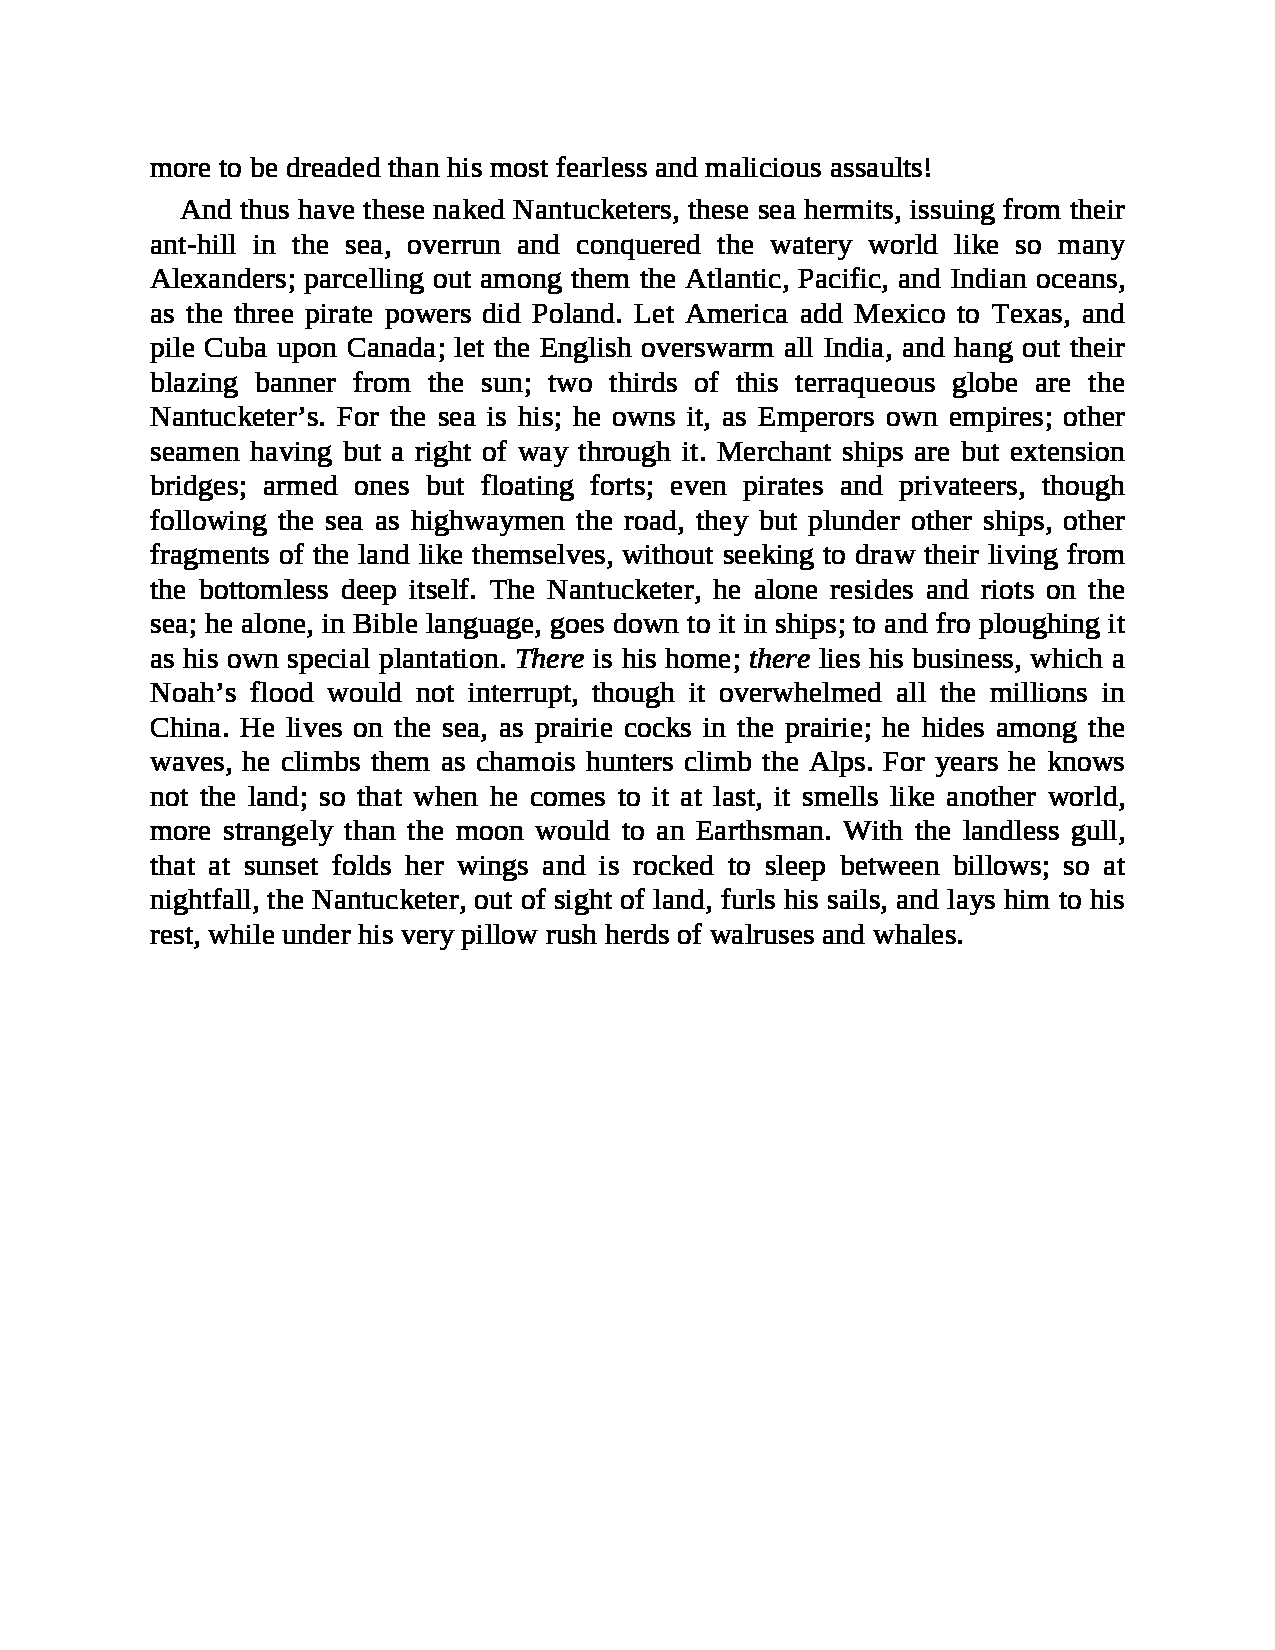 more to be dreaded than his most fearless and malicious assaults!
And thus have these naked Nantucketers, these sea hermits, issuing from their
ant-hill in the sea, overrun and conquered the watery world like so many
Alexanders; parcelling out among them the Atlantic, Pacific, and Indian oceans,
as the three pirate powers did Poland. Let America add Mexico to Texas, and
pile Cuba upon Canada; let the English overswarm all India, and hang out their
blazing banner from the sun; two thirds of this terraqueous globe are the
Nantucketer’s. For the sea is his; he owns it, as Emperors own empires; other
seamen having but a right of way through it. Merchant ships are but extension
bridges; armed ones but floating forts; even pirates and privateers, though
following the sea as highwaymen the road, they but plunder other ships, other
fragments of the land like themselves, without seeking to draw their living from
the bottomless deep itself. The Nantucketer, he alone resides and riots on the
sea; he alone, in Bible language, goes down to it in ships; to and fro ploughing it
as his own special plantation. There is his home; there lies his business, which a
Noah’s flood would not interrupt, though it overwhelmed all the millions in
China. He lives on the sea, as prairie cocks in the prairie; he hides among the
waves, he climbs them as chamois hunters climb the Alps. For years he knows
not the land; so that when he comes to it at last, it smells like another world,
more strangely than the moon would to an Earthsman. With the landless gull,
that at sunset folds her wings and is rocked to sleep between billows; so at
nightfall, the Nantucketer, out of sight of land, furls his sails, and lays him to his
rest, while under his very pillow rush herds of walruses and whales.